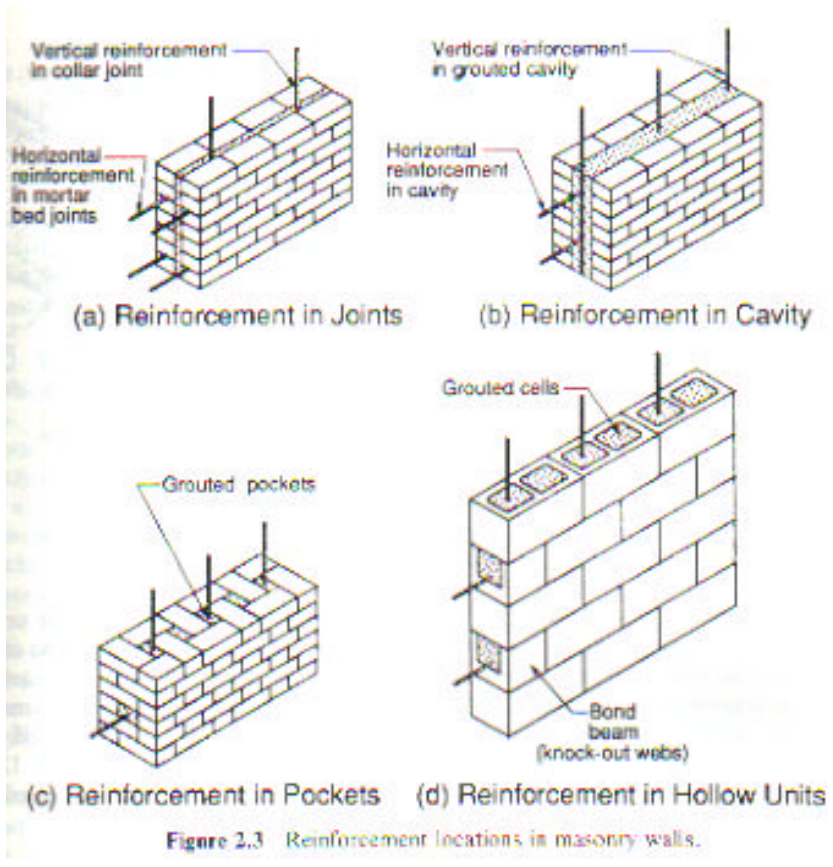 Vertical reinforcement
in collar joint
Horizontal
reinforcement
in mortar
bed joints
(a) Reinforcement in Joints
Vertical reinforcement
in grouted cavity
Horizontal
reinforcement
in cavity
(b) Reinforcement in Cavity
Grouted pockets
(c) Reinforcement in Pockets
Grouted cells
Bond
beam
(knock-out webs)
(d) Reinforcement in Hollow Units
Figure 2.3 Reinforcement locations in masonry walls.